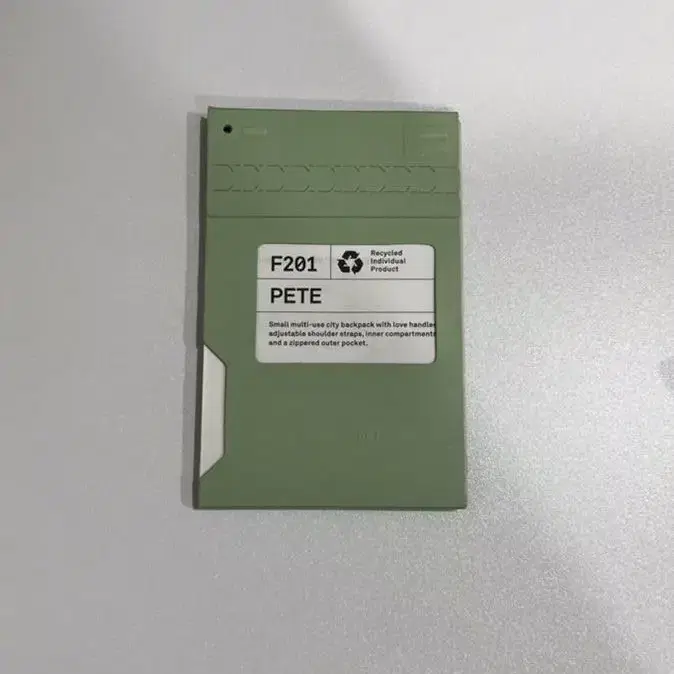 F201
Recycled
Individual
Product
PETE
Small multi-use city backpack with love handles
adjustable shoulder straps, inner compartments
and a zippered outer pocket.